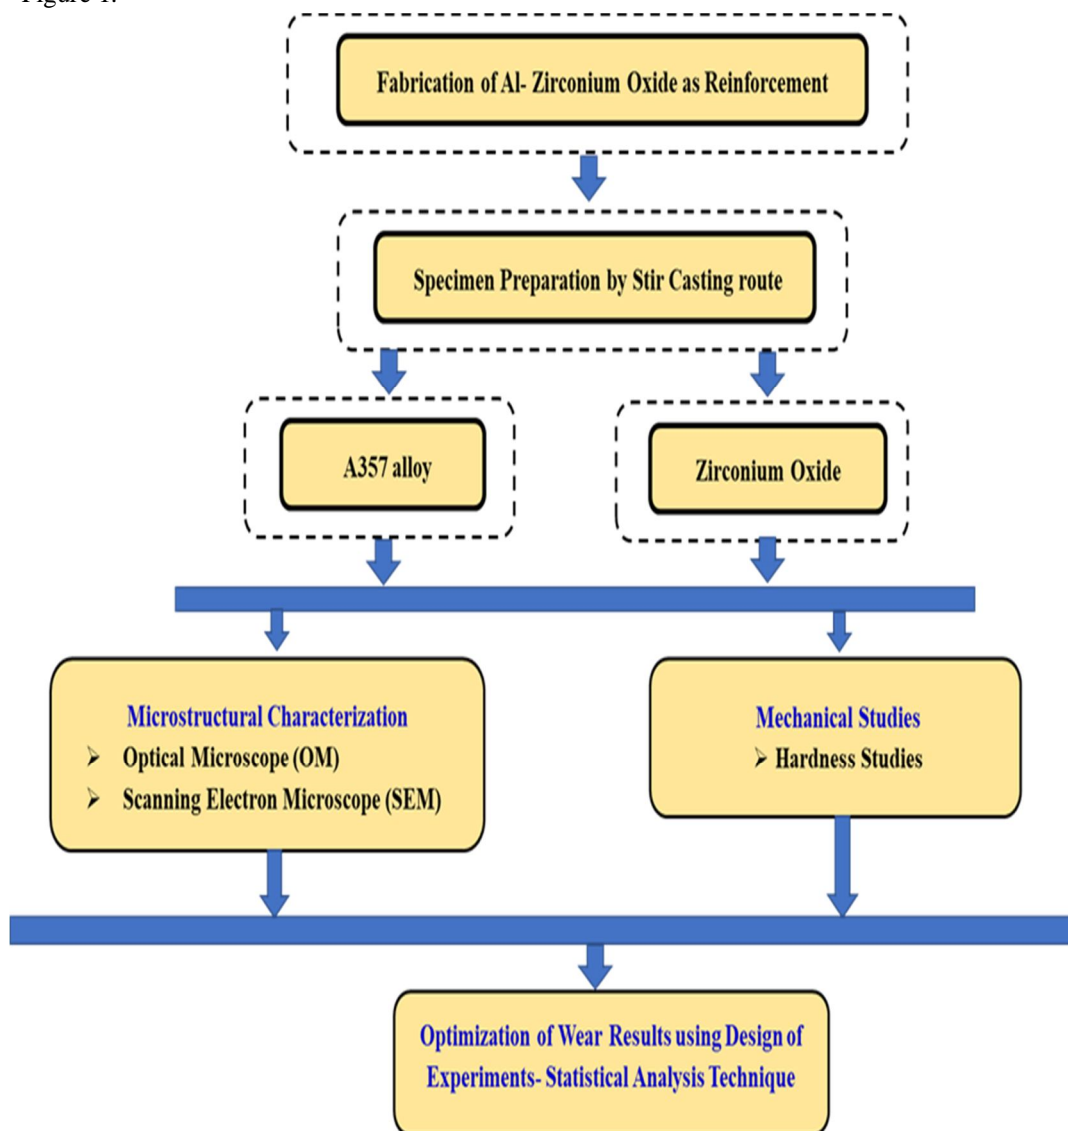 Figure 1.
Fabrication of Al- Zirconium Oxide as Reinforcement
Specimen Preparation by Stir Casting route
A357 alloy
Zirconium Oxide
Microstructural Characterization
➢ Optical Microscope (OM)
➢ Scanning Electron Microscope (SEM)
Mechanical Studies
➢ Hardness Studies
Optimization of Wear Results using Design of
Experiments- Statistical Analysis Technique